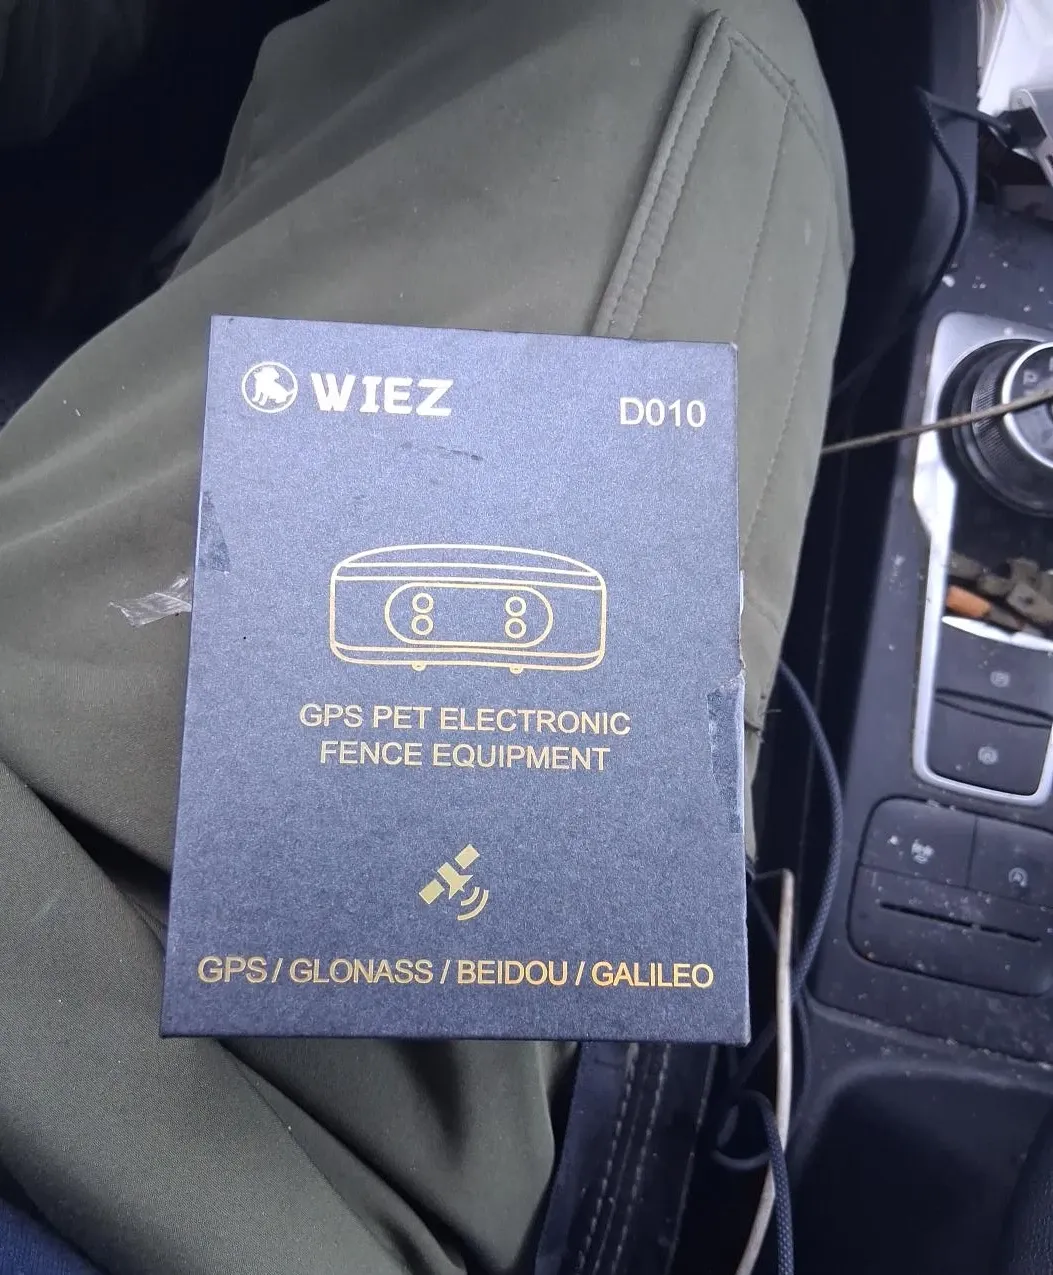 WIEZ
D010
GPS PET ELECTRONIC
FENCE EQUIPMENT
GPS / GLONASS / BEIDOU / GALILEO